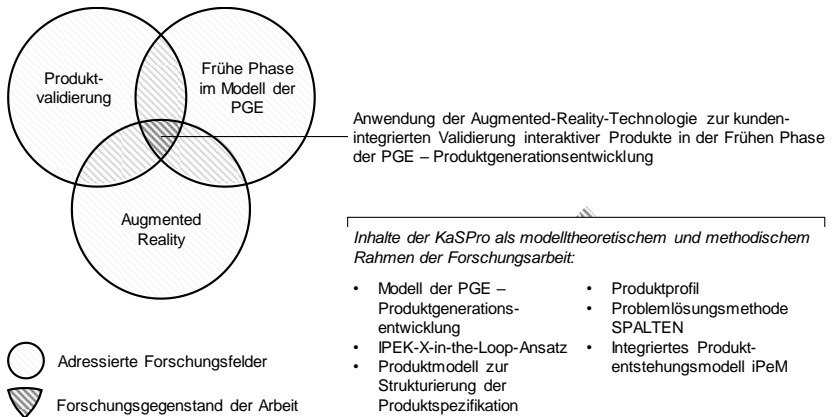 Produkt-
validierung
Frühe Phase
im Modell der
PGE
Augmented
Reality
Anwendung der Augmented-Reality-Technologie zur kunden-
integrierten Validierung interaktiver Produkte in der Frühen Phase
der PGE – Produktgenerationsentwicklung
Inhalte der KaSPro als modelltheoretischem und methodischem
Rahmen der Forschungsarbeit:
• Modell der PGE –
Produktgenerations-
entwicklung
• IPEK-X-in-the-Loop-Ansatz
• Produktmodell zur
Strukturierung der
Produktspezifikation
• Produktprofil
• Problemlösungsmethode
SPALTEN
• Integriertes Produkt-
entstehungsmodell iPeM
Adressierte Forschungsfelder
Forschungsgegenstand der Arbeit